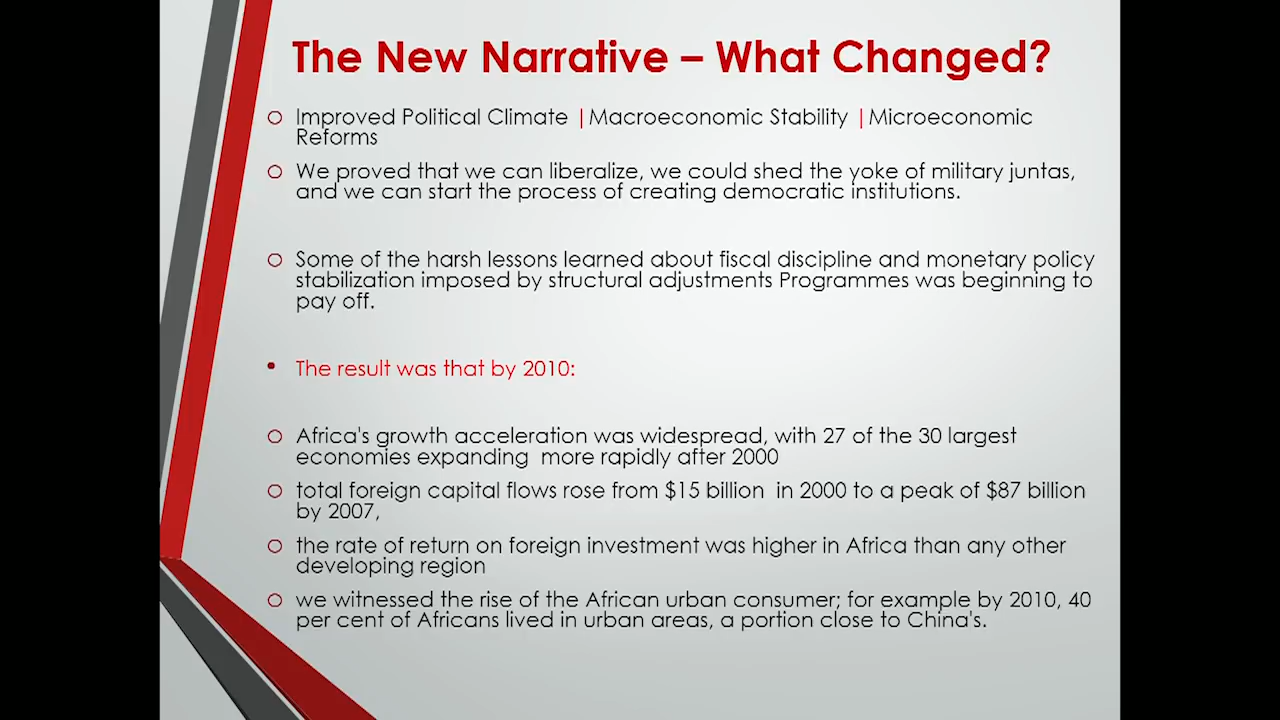 The New Narrative – What Changed?
Improved Political Climate |Macroeconomic Stability |Microeconomic
Reforms
We proved that we can liberalize, we could shed the yoke of military juntas,
and we can start the process of creating democratic institutions.
Some of the harsh lessons learned about fiscal discipline and monetary policy
stabilization imposed by structural adjustments Programmes was beginning to
pay off.
The result was that by 2010:
Africa's growth acceleration was widespread, with 27 of the 30 largest
economies expanding  more rapidly after 2000
total foreign capital flows rose from $15 billion  in 2000 to a peak of $87 billion
by 2007,
the rate of return on foreign investment was higher in Africa than any other
developing region
we witnessed the rise of the African urban consumer; for example by 2010, 40
per cent of Africans lived in urban areas, a portion close to China's.